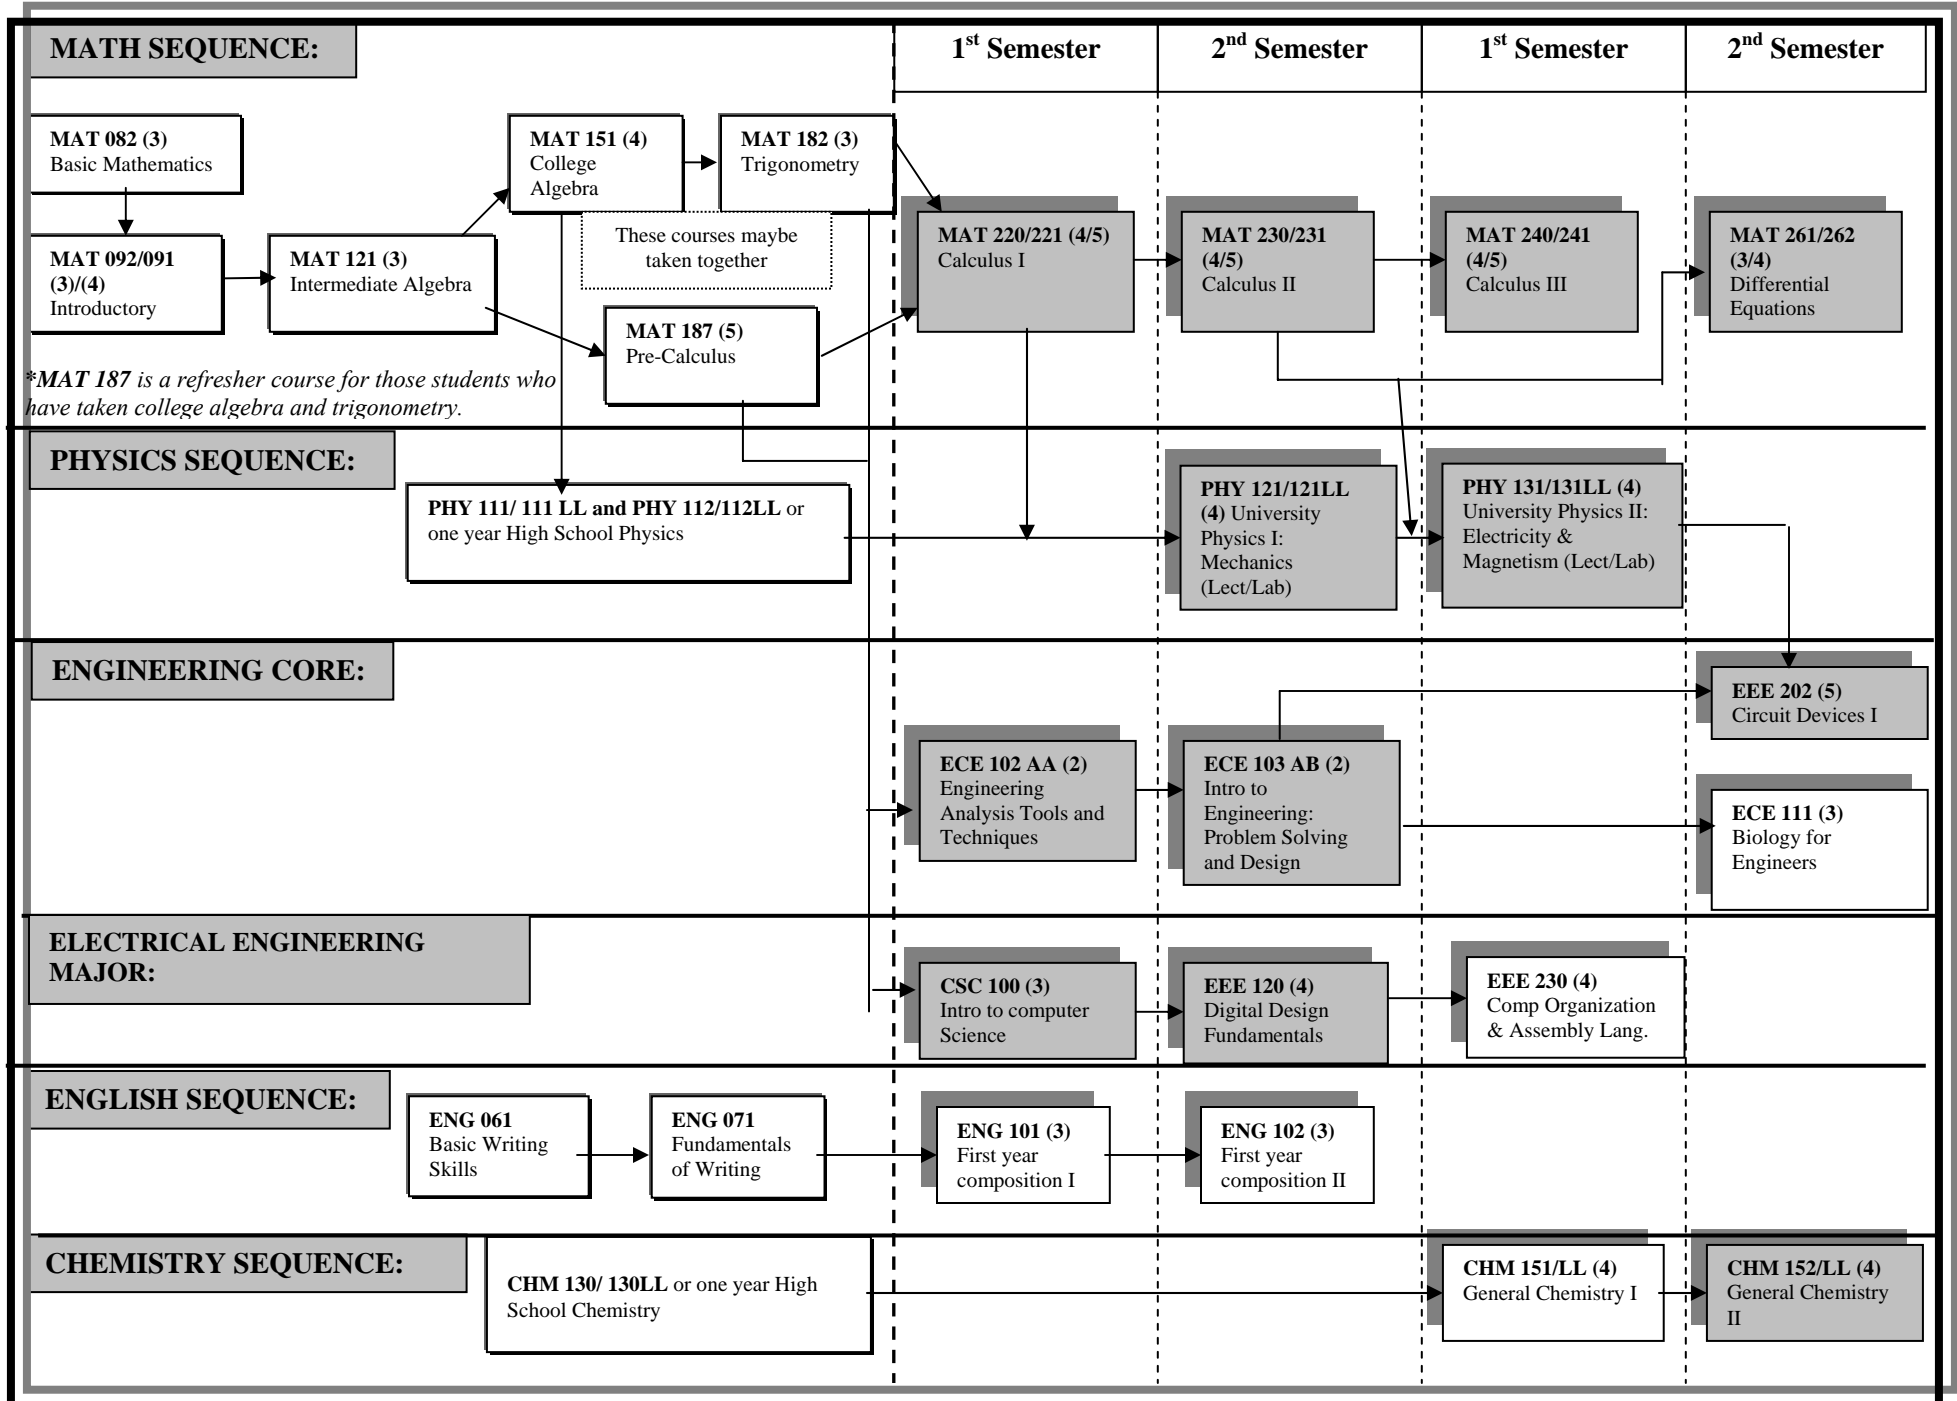 MATH SEQUENCE:
1st Semester
2nd Semester
1st Semester
2nd Semester
MAT 082 (3)
Basic Mathematics
MAT 151 (4)
College
Algebra
MAT 182 (3)
Trigonometry
These courses maybe
taken together
MAT 092/091
(3)/(4)
Introductory
MAT 121 (3)
Intermediate Algebra
MAT 187 (5)
Pre-Calculus
MAT 220/221 (4/5)
Calculus I
MAT 230/231
(4/5)
Calculus II
MAT 240/241
(4/5)
Calculus III
MAT 261/262
(3/4)
Differential
Equations
*MAT 187 is a refresher course for those students who
have taken college algebra and trigonometry.
PHYSICS SEQUENCE:
PHY 111/ 111 LL and PHY 112/112LL or
one year High School Physics
PHY 121/121LL
(4) University
Physics I:
Mechanics
(Lect/Lab)
PHY 131/131LL (4)
University Physics II:
Electricity &
Magnetism (Lect/Lab)
ENGINEERING CORE:
EEE 202 (5)
Circuit Devices I
ECE 102 AA (2)
Engineering
Analysis Tools and
Techniques
ECE 103 AB (2)
Intro to
Engineering:
Problem Solving
and Design
ECE 111 (3)
Biology for
Engineers
ELECTRICAL ENGINEERING
MAJOR:
CSC 100 (3)
Intro to computer
Science
EEE 120 (4)
Digital Design
Fundamentals
EEE 230 (4)
Comp Organization
& Assembly Lang.
ENGLISH SEQUENCE:
ENG 061
Basic Writing
Skills
ENG 071
Fundamentals
of Writing
ENG 101 (3)
First year
composition I
ENG 102 (3)
First year
composition II
CHEMISTRY SEQUENCE:
CHM 130/ 130LL or one year High
School Chemistry
CHM 151/LL (4)
General Chemistry I
CHM 152/LL (4)
General Chemistry
II